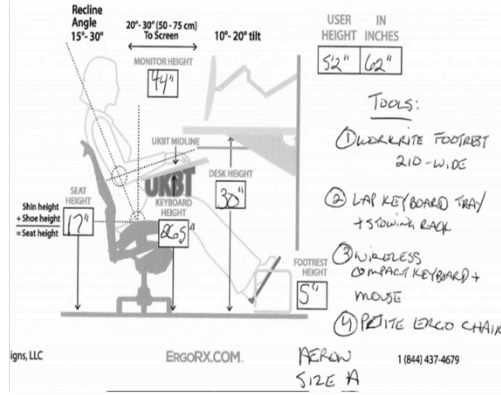 Recline
Angle
15°- 30°
20"- 30" (50 - 75 cm)
To Screen
10°- 20° tilt
USER HEIGHT
IN INCHES
5'2"
62"
MONITOR HEIGHT
44"
TOOLS:
① WORKRITE FOOTREST
210-WIDE
UKBT MIDLINE
UKBT
DESK HEIGHT
30"
② LAP KEYBOARD TRAY
+ STOWING RACK
SEAT
HEIGHT
17"
Shin height
+ Shoe height
= Seat height
KEYBOARD
HEIGHT
③ WIRELESS
COMPACT KEYBOARD +
MOUSE
FOOTREST
HEIGHT
5"
④ PETITE ERGO CHAIR
igns, LLC
ERGORX.COM.
AERON
SIZE A
1 (844) 437-4679